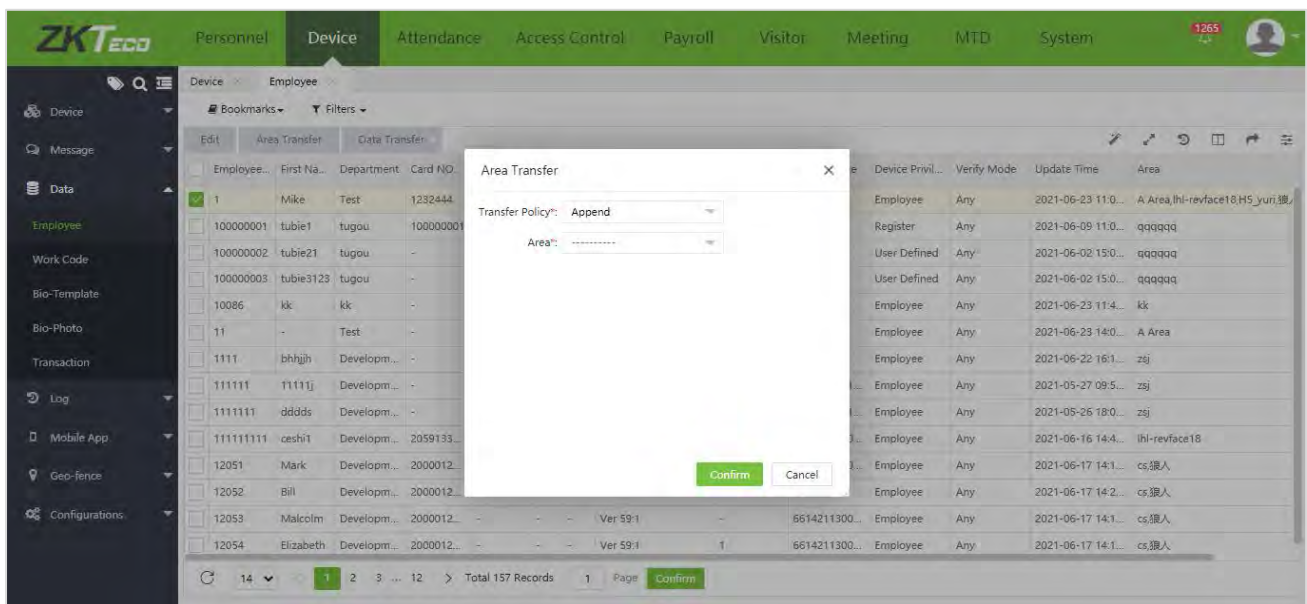 ZKTeco Personnel Device Attendance Access Control Payroll Visitor Meeting MTD System 1265
Device Employee
Bookmarks Filters
Edit Area Transfer Data Transfer
Employee... First Na... Department Card NO. Device Privil... Verify Mode Update Time Area
1 Mike Test 1232444 Employee Any 2021-06-23 11:0... A Area,lhl-revface18,H5_yuri,狼
100000001 tubie1 tugou 100000001 Register Any 2021-06-09 11:0... qqqqqq
100000002 tubie21 tugou - User Defined Any 2021-06-02 15:0... qqqqqq
100000003 tubie3123 tugou - User Defined Any 2021-06-02 15:0... qqqqqq
10086 kk kk - Employee Any 2021-06-23 11:4... kk
11 - Test - Employee Any 2021-06-23 14:0... A Area
1111 bhhjjh Developm... - Employee Any 2021-06-22 16:1... zsj
111111 11111j Developm... - Employee Any 2021-05-27 09:5... zsj
1111111 dddds Developm... - Employee Any 2021-05-26 18:0... zsj
111111111 ceshi1 Developm... 2059133... Employee Any 2021-06-16 14:4... lhl-revface18
12051 Mark Developm... 2000012... Employee Any 2021-06-17 14:1... cs,狼人
12052 Bill Developm... 2000012... Employee Any 2021-06-17 14:2... cs,狼人
12053 Malcolm Developm... 2000012... - - - Ver 59:1 - 6614211300... Employee Any 2021-06-17 14:1... cs,狼人
12054 Elizabeth Developm... 2000012... - - - Ver 59:1 1 6614211300... Employee Any 2021-06-17 14:1... cs,狼人
14 1 2 3 ... 12 > Total 157 Records 1 Page Confirm
Device
Message
Data
Employee
Work Code
Bio-Template
Bio-Photo
Transaction
Log
Mobile App
Geo-fence
Configurations
Area Transfer
Transfer Policy*: Append
Area*: ----------
Confirm Cancel